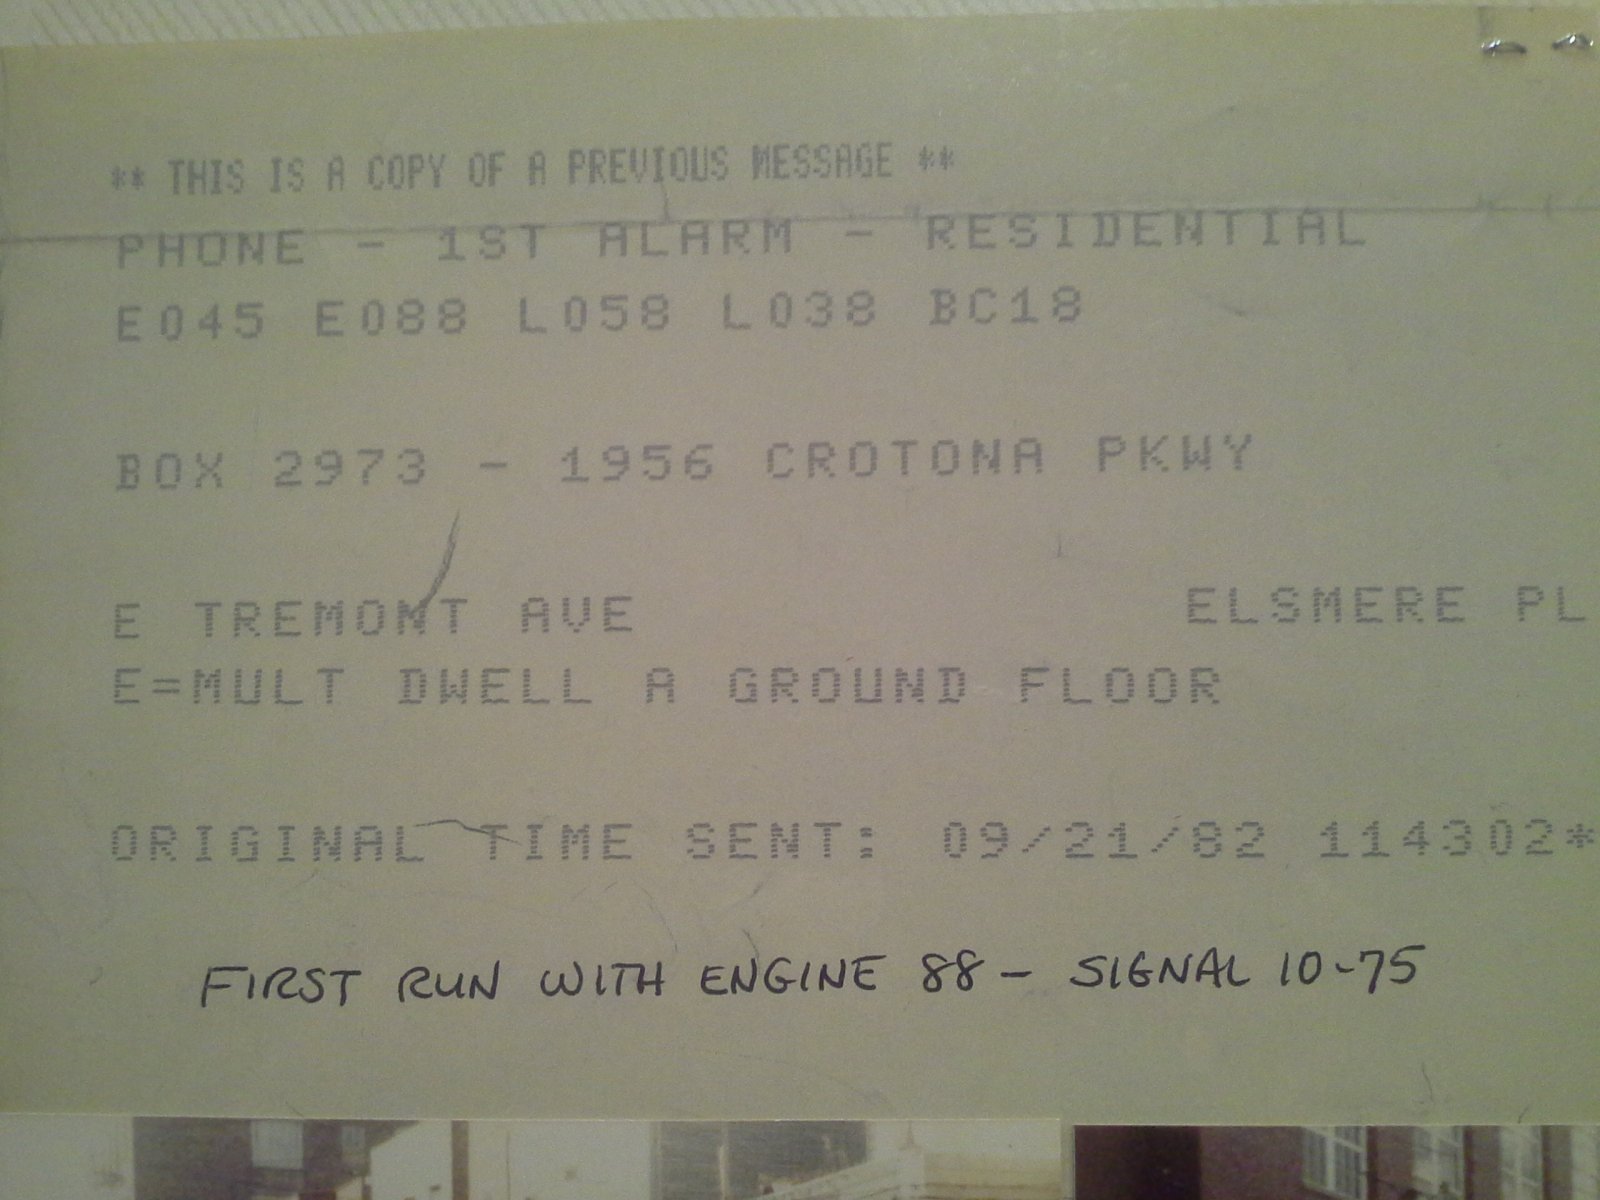 ** THIS IS A COPY OF A PREVIOUS MESSAGE **
PHONE - 1ST ALARM - RESIDENTIAL
E045 E088 L058 L038 BC18
BOX 2973 - 1956 CROTONA PKWY
E TREMONT AVE ELSMERE PL
E=MULT DWELL A GROUND FLOOR
ORIGINAL TIME SENT: 09/21/82 114302*
FIRST RUN WITH ENGINE 88 - SIGNAL 10-75